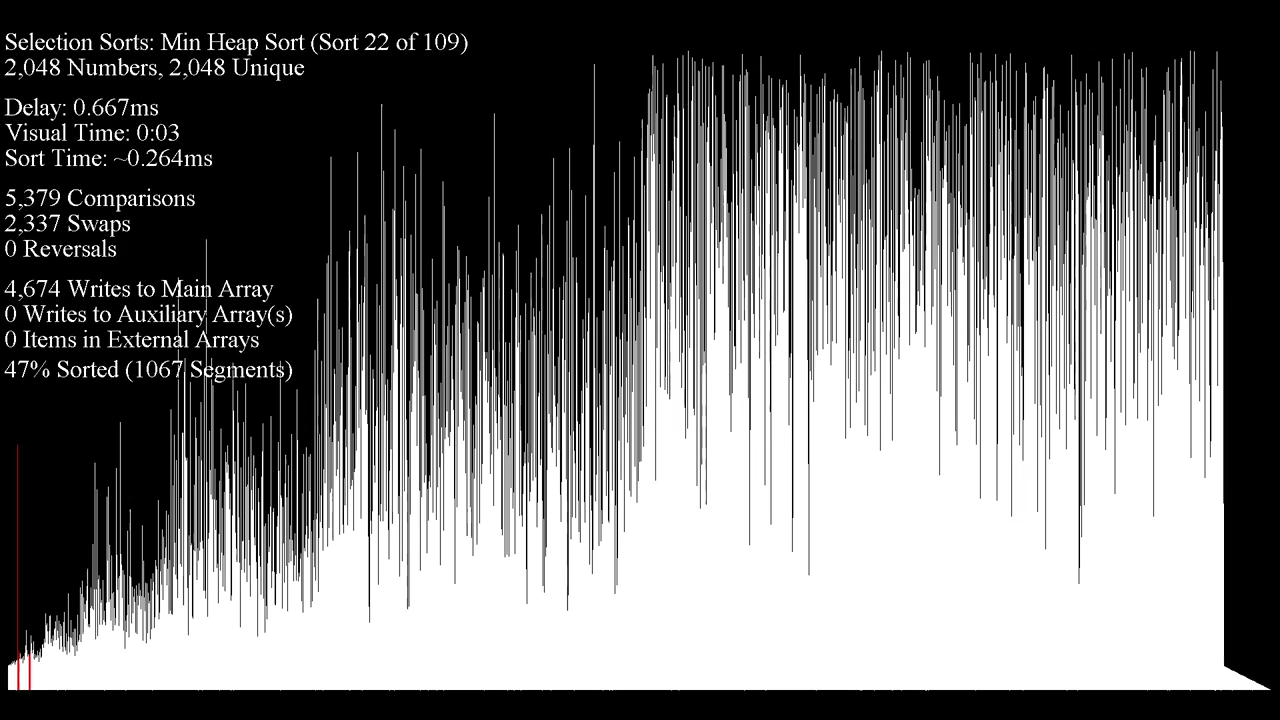 Selection Sorts: Min Heap Sort (Sort 22 of 109)
2,048 Numbers, 2,048 Unique
Delay: 0.667ms
Visual Time: 0:03
Sort Time: ~0.264ms
5,379 Comparisons
2,337 Swaps
0 Reversals
4,674 Writes to Main Array
0 Writes to Auxiliary Array(s)
0 Items in External Arrays
47% Sorted (1067 Segments)